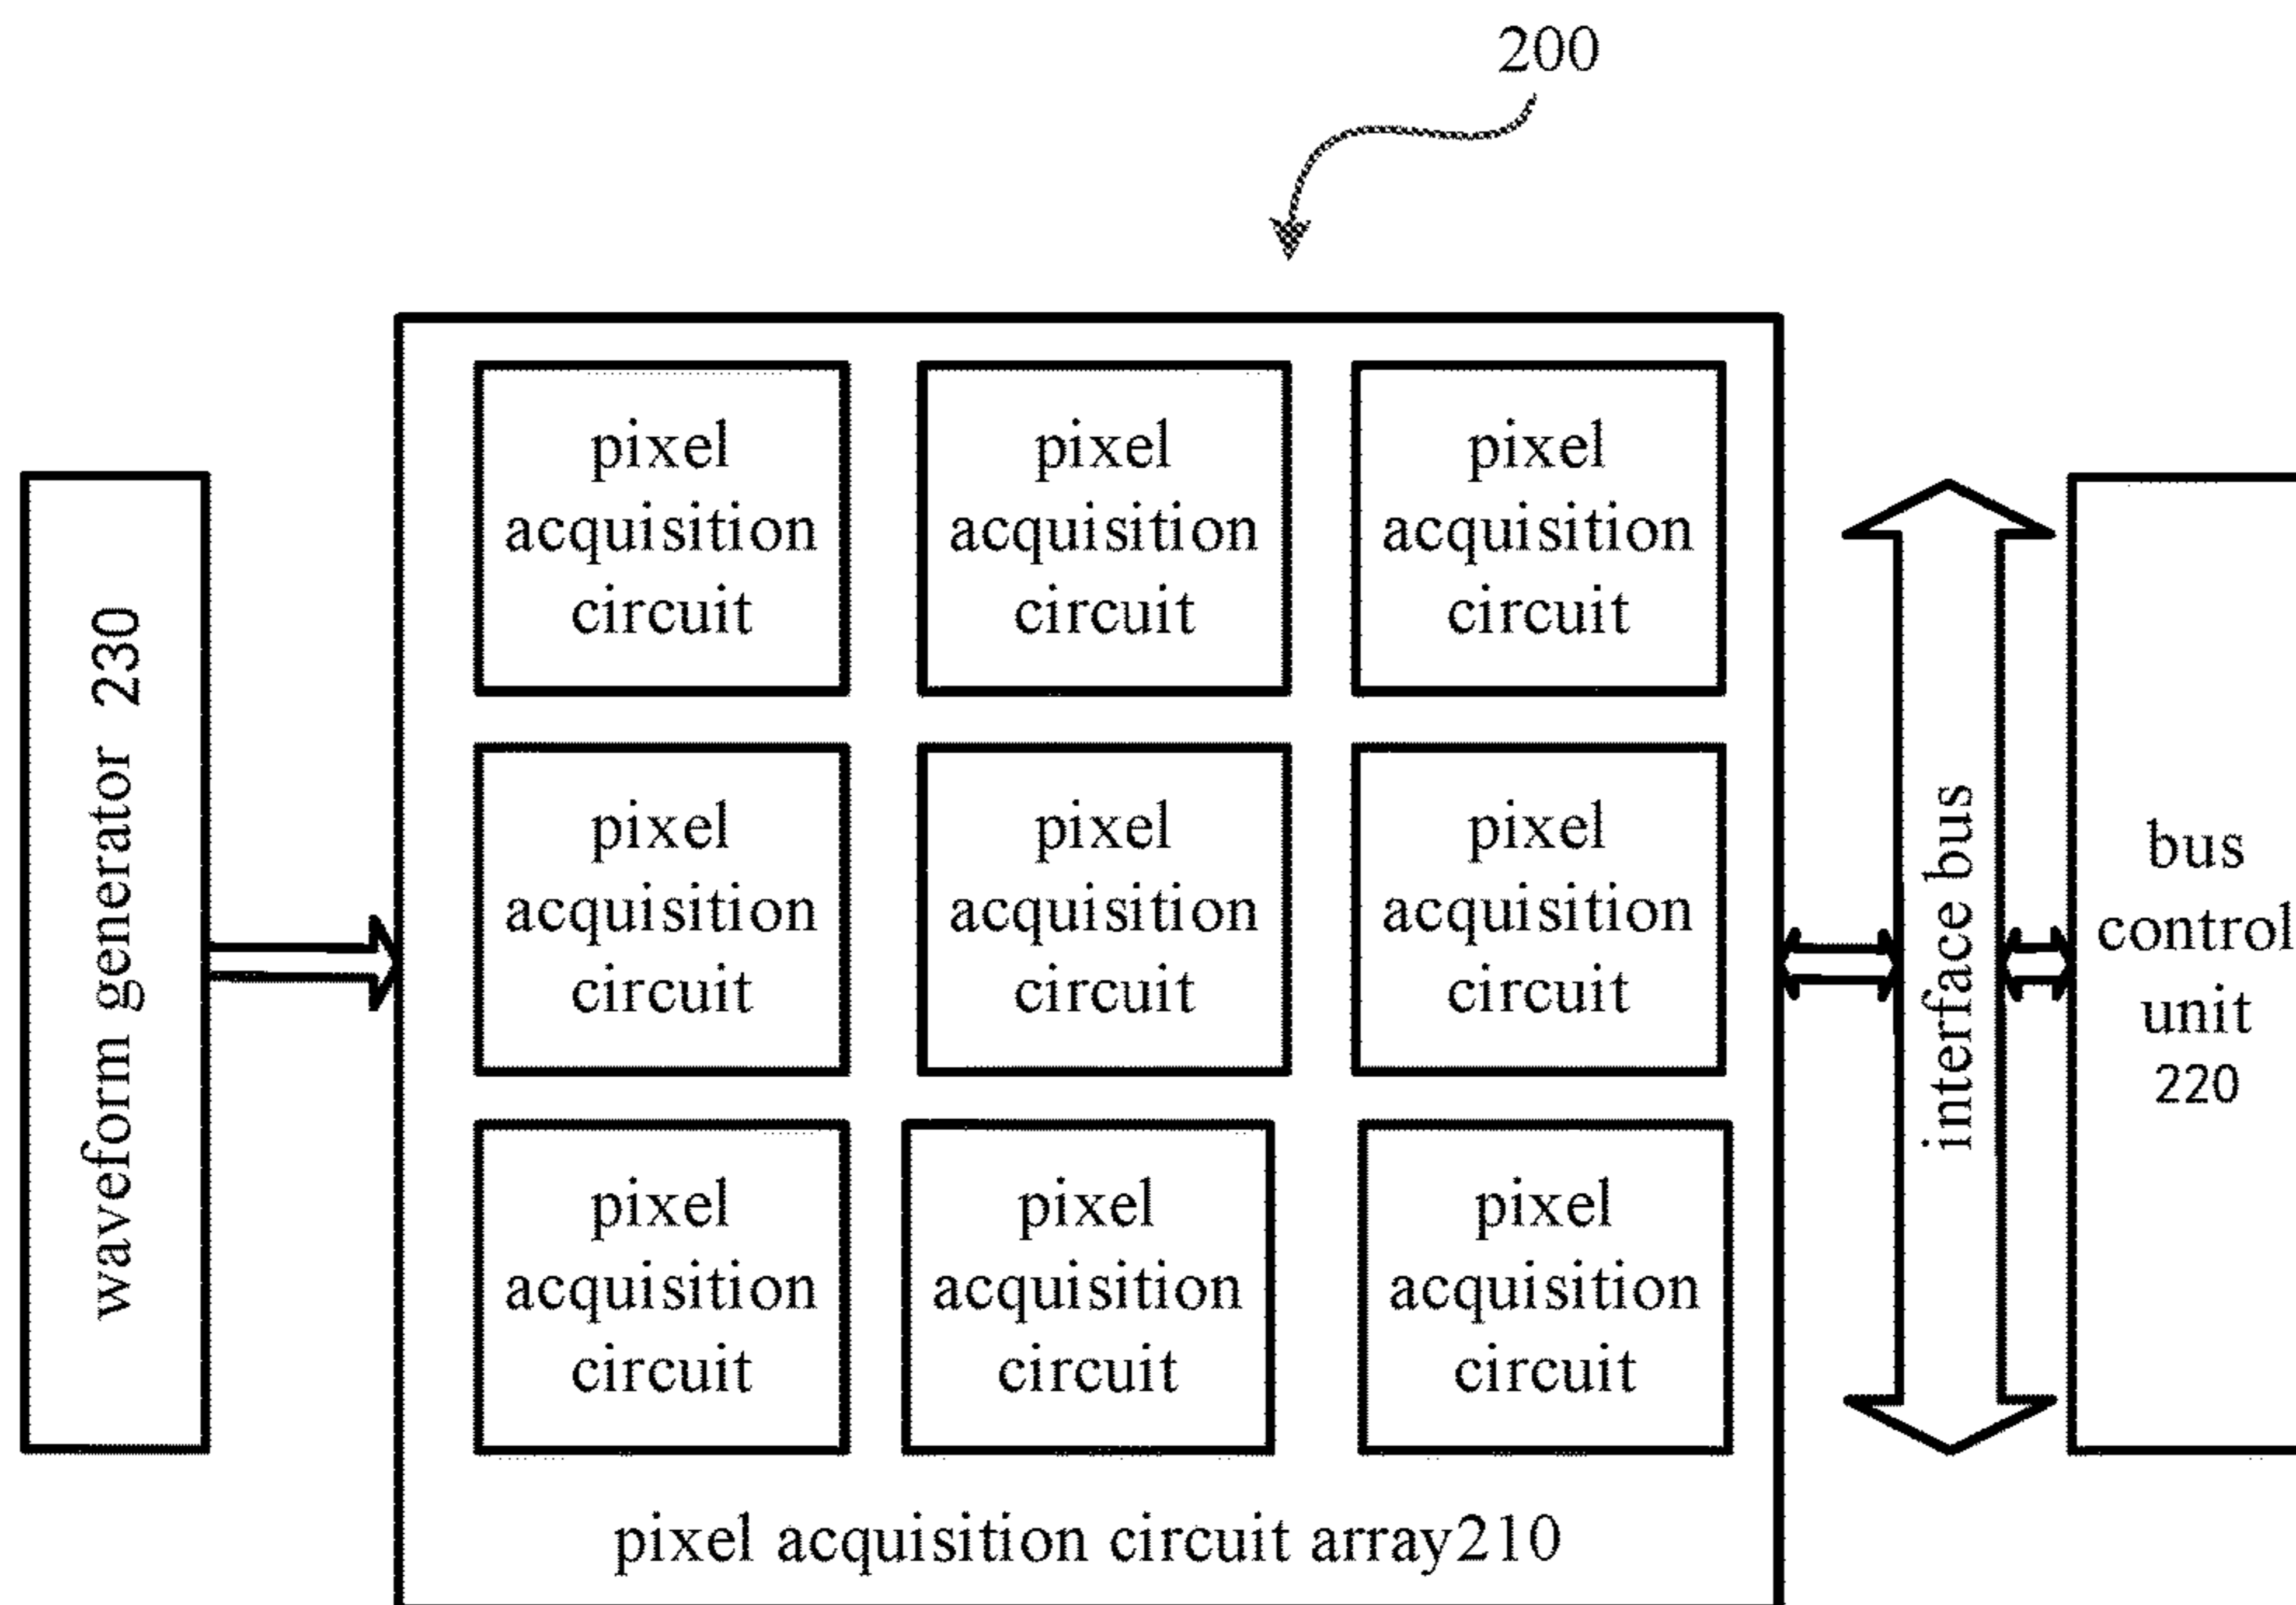 200
waveform generator 230
pixel
acquisition
circuit
pixel
acquisition
circuit
pixel
acquisition
circuit
pixel
acquisition
circuit
pixel
acquisition
circuit
pixel
acquisition
circuit
pixel
acquisition
circuit
pixel
acquisition
circuit
pixel
acquisition
circuit
pixel acquisition circuit array210
interface bus
bus
control
unit
220